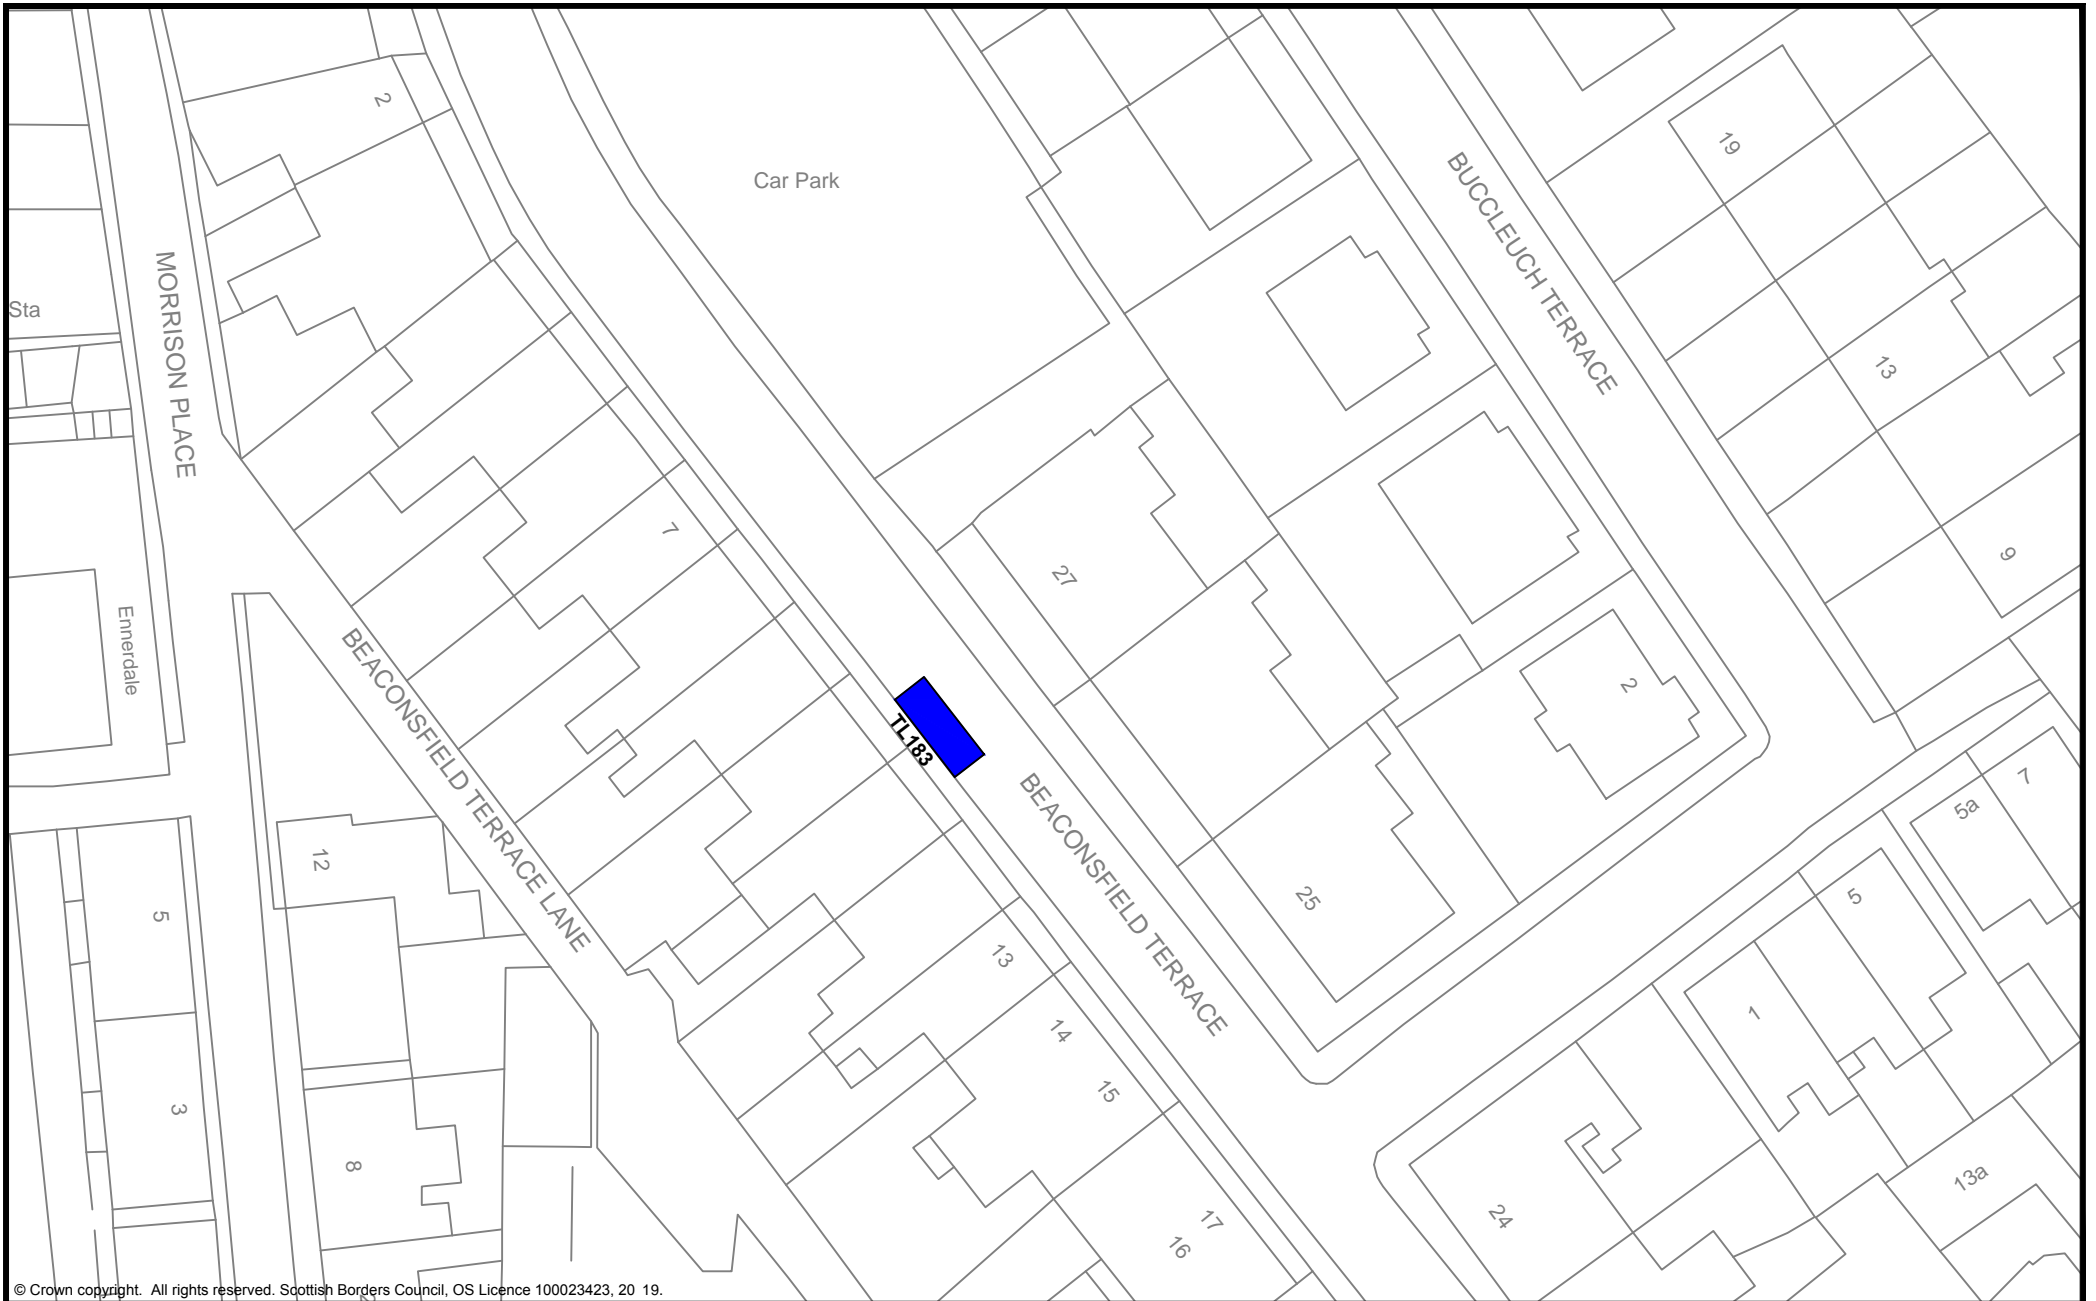 2
Car Park
19
BUCCLEUCH TERRACE
MORRISON PLACE
Sta
13
7
27
9
Ennerdale
BEACONSFIELD TERRACE LANE
2
TL183
BEACONSFIELD TERRACE
7
5a
12
5
25
5
13
1
14
15
3
8
13a
17
16
24
© Crown copyright. All rights reserved. Scottish Borders Council, OS Licence 100023423, 20 19.